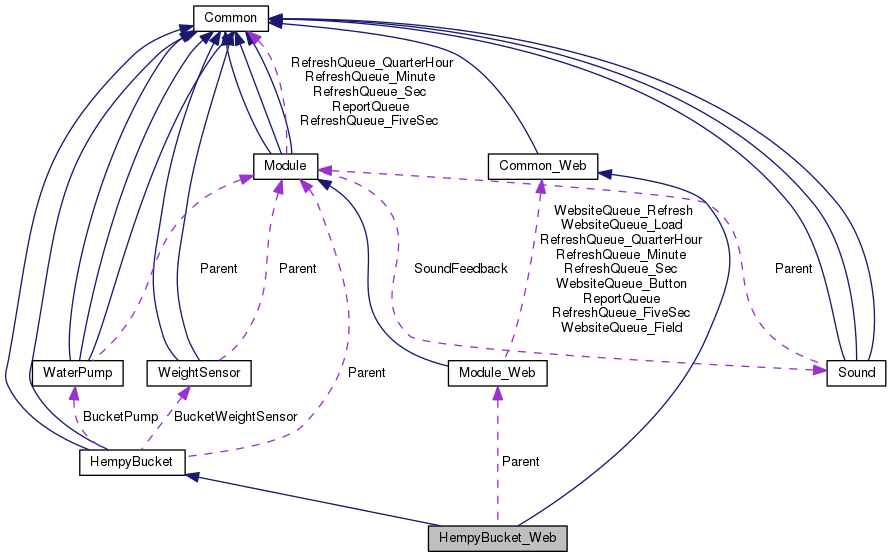 Common
RefreshQueue_QuarterHour
RefreshQueue_Minute
RefreshQueue_Sec
ReportQueue
RefreshQueue_FiveSec
Module
Common_Web
WebsiteQueue_Refresh
WebsiteQueue_Load
RefreshQueue_QuarterHour
RefreshQueue_Minute
RefreshQueue_Sec
WebsiteQueue_Button
ReportQueue
RefreshQueue_FiveSec
WebsiteQueue_Field
Parent
Parent
SoundFeedback
Parent
WaterPump
WeightSensor
Parent
Module_Web
Sound
BucketPump
BucketWeightSensor
HempyBucket
Parent
HempyBucket_Web